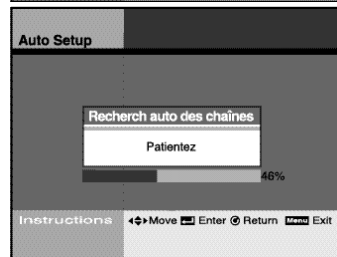 Auto Setup
Recherch auto des chaînes
Patientez
46%
Instructions Move Enter Return Menu Exit